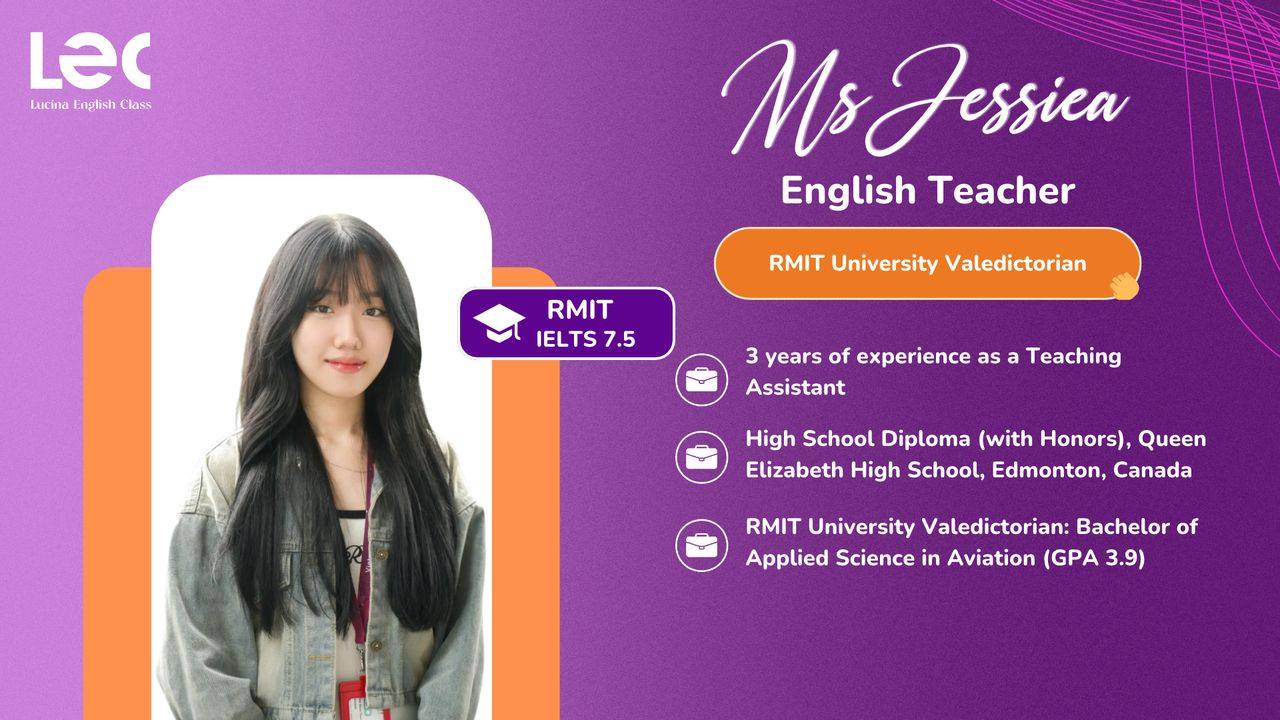 LEC
Lucina English Class
Ms Jessica
English Teacher
RMIT University Valedictorian
RMIT
IELTS 7.5
3 years of experience as a Teaching
Assistant
High School Diploma (with Honors), Queen
Elizabeth High School, Edmonton, Canada
RMIT University Valedictorian: Bachelor of
Applied Science in Aviation (GPA 3.9)